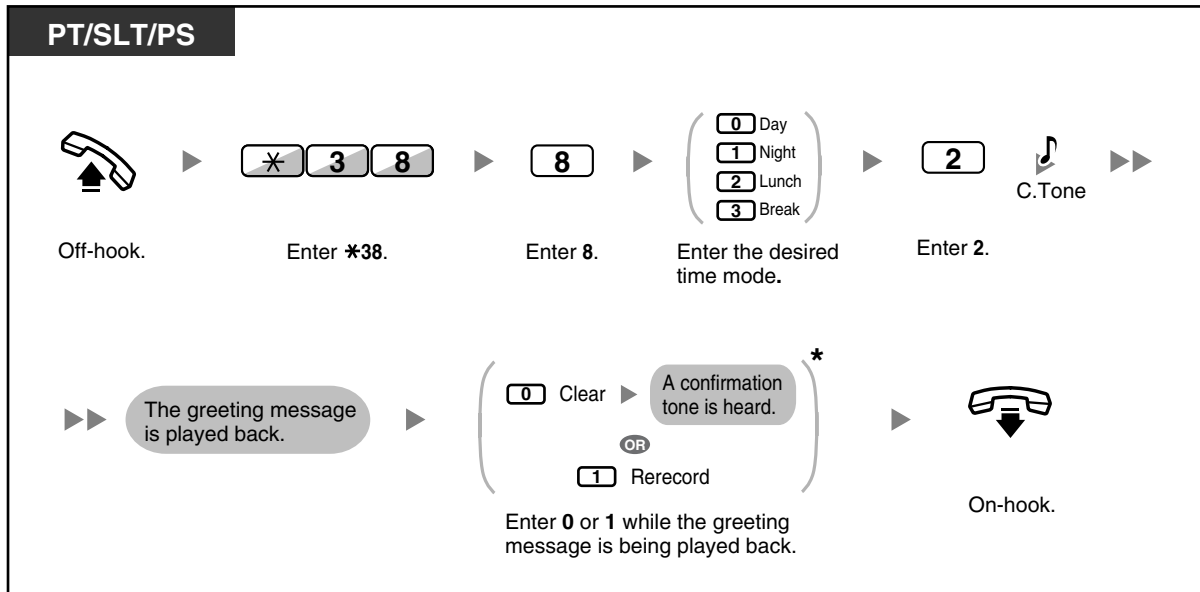 PT/SLT/PS
0 Day
1 Night
2 Lunch
3 Break
* 3 8
8
2
C.Tone
Off-hook.
Enter *38.
Enter 8.
Enter the desired
time mode.
Enter 2.
The greeting message
is played back.
0 Clear
A confirmation
tone is heard.
*
OR
1 Rerecord
Enter 0 or 1 while the greeting
message is being played back.
On-hook.